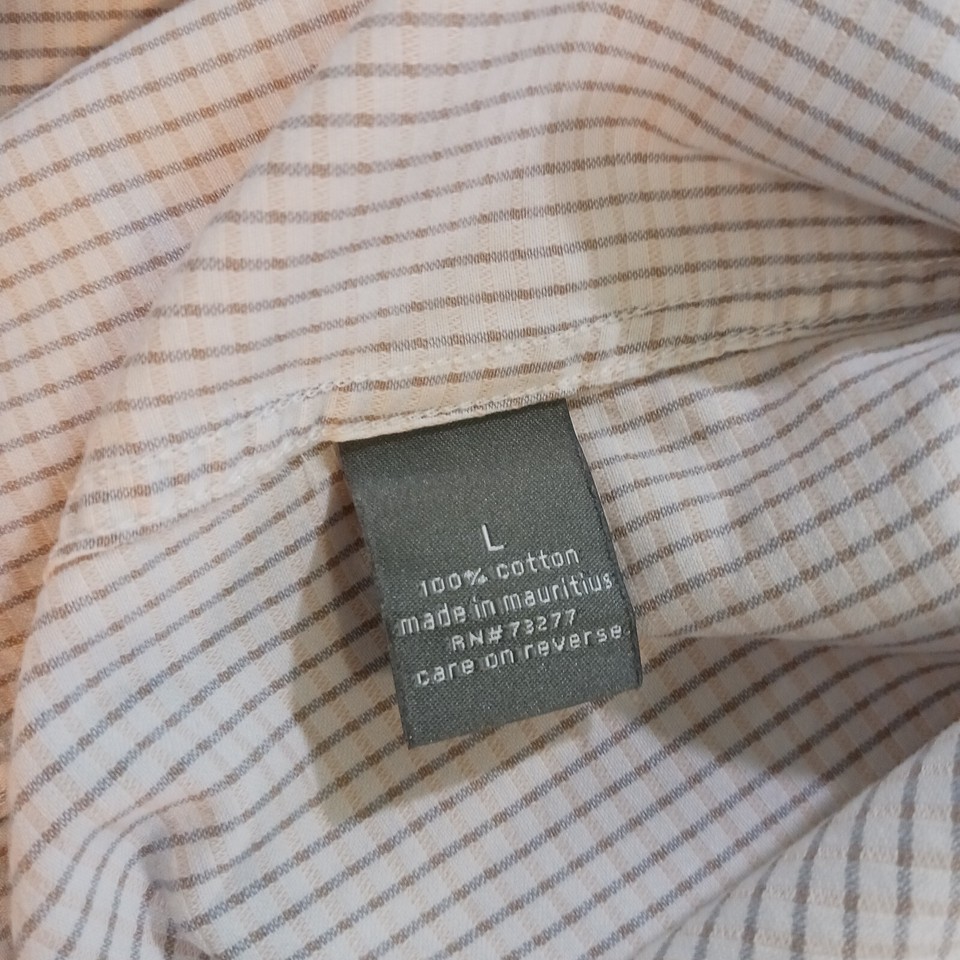 L
100% cotton
made in mauritius
RN#73277
care on reverse